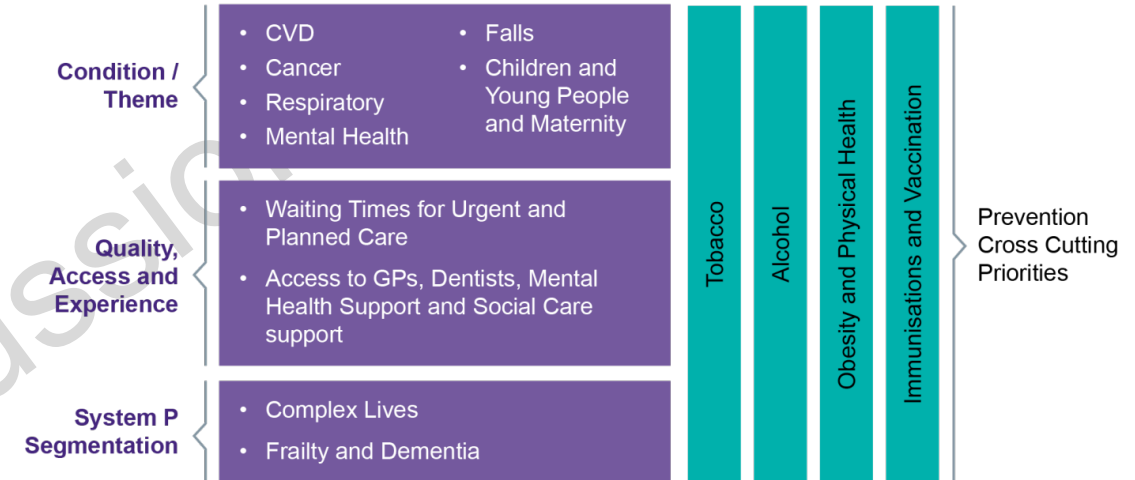 Condition /
Theme
• CVD
• Cancer
• Respiratory
• Mental Health
• Falls
• Children and
Young People
and Maternity
Quality,
Access and
Experience
• Waiting Times for Urgent and
Planned Care
• Access to GPs, Dentists, Mental
Health Support and Social Care
support
System P
Segmentation
• Complex Lives
• Frailty and Dementia
Tobacco
Alcohol
Obesity and Physical Health
Immunisations and Vaccination
Prevention
Cross Cutting
Priorities